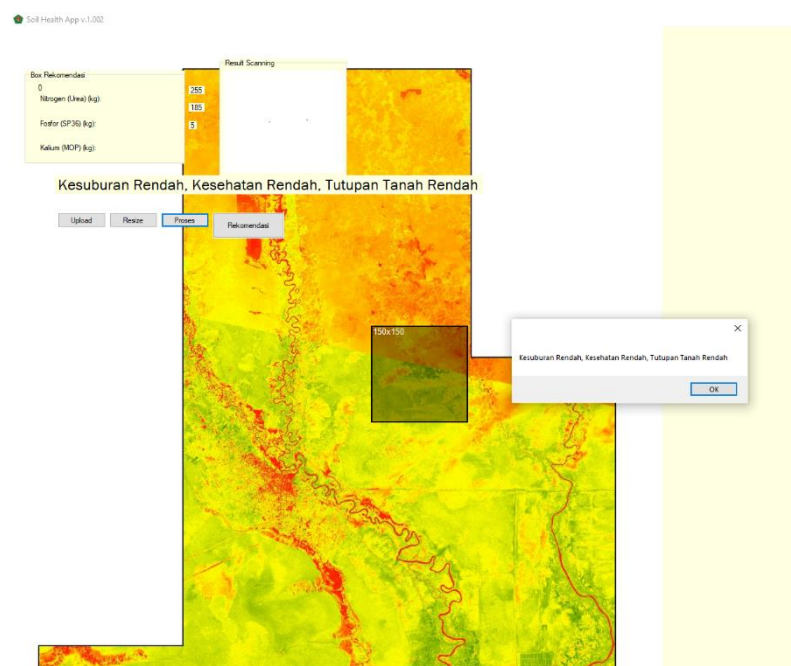 Soil Health App v.1.002
Result Scanning
Box Rekomendasi
0
Nitrogen (Urea) (kg):
Fosfor (SP36) (kg):
Kalium (MOP) (kg):
255
185
5
Kesuburan Rendah, Kesehatan Rendah, Tutupan Tanah Rendah
Upload
Resize
Proses
Rekomendasi
150x150
Kesuburan Rendah, Kesehatan Rendah, Tutupan Tanah Rendah
OK